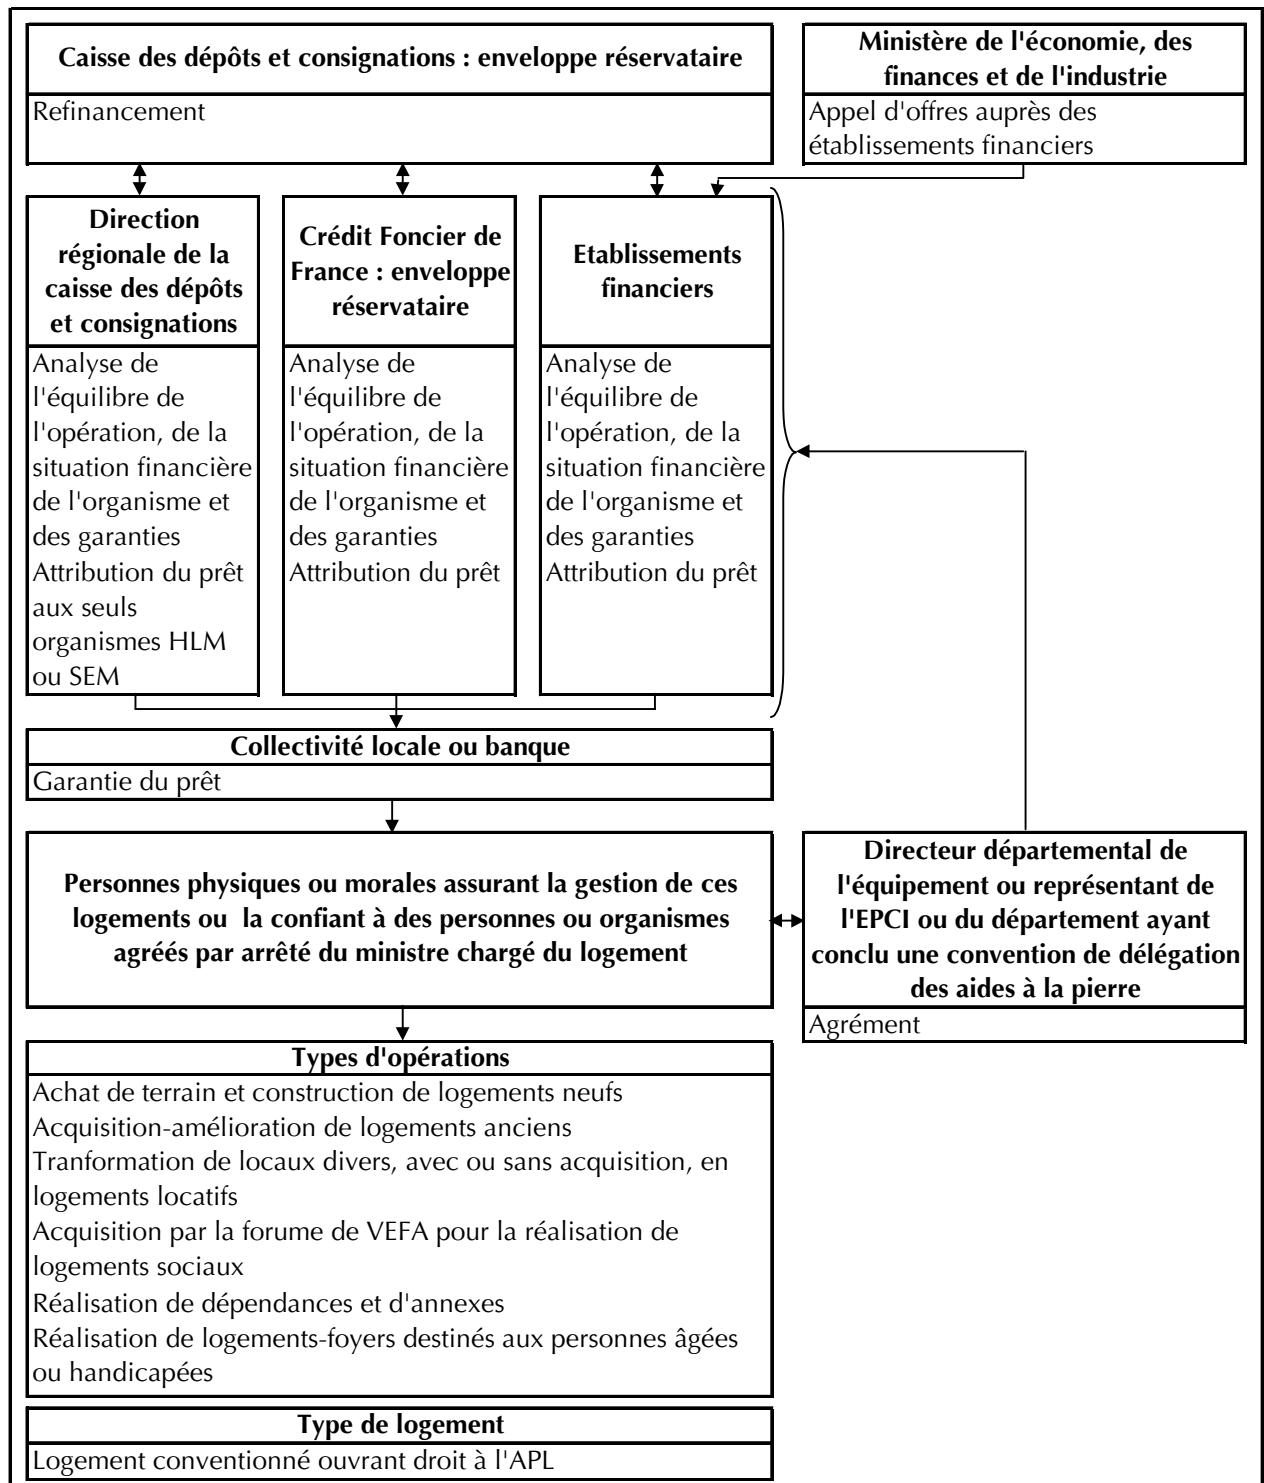 Caisse des dépôts et consignations : enveloppe réservataire
Refinancement
Ministère de l'économie, des
finances et de l'industrie
Appel d'offres auprès des
établissements financiers
Direction
régionale de la
caisse des dépôts
et consignations
Analyse de
l'équilibre de
l'opération, de la
situation financière
de l'organisme et
des garanties
Attribution du prêt
aux seuls
organismes HLM
ou SEM
Crédit Foncier de
France : enveloppe
réservataire
Analyse de
l'équilibre de
l'opération, de la
situation financière
de l'organisme et
des garanties
Attribution du prêt
Etablissements
financiers
Analyse de
l'équilibre de
l'opération, de la
situation financière
de l'organisme et
des garanties
Attribution du prêt
Collectivité locale ou banque
Garantie du prêt
Personnes physiques ou morales assurant la gestion de ces
logements ou la confiant à des personnes ou organismes
agréés par arrêté du ministre chargé du logement
Directeur départemental de
l'équipement ou représentant de
l'EPCI ou du département ayant
conclu une convention de délégation
des aides à la pierre
Agrément
Types d'opérations
Achat de terrain et construction de logements neufs
Acquisition-amélioration de logements anciens
Tranformation de locaux divers, avec ou sans acquisition, en
logements locatifs
Acquisition par la forume de VEFA pour la réalisation de
logements sociaux
Réalisation de dépendances et d'annexes
Réalisation de logements-foyers destinés aux personnes âgées
ou handicapées
Type de logement
Logement conventionné ouvrant droit à l'APL